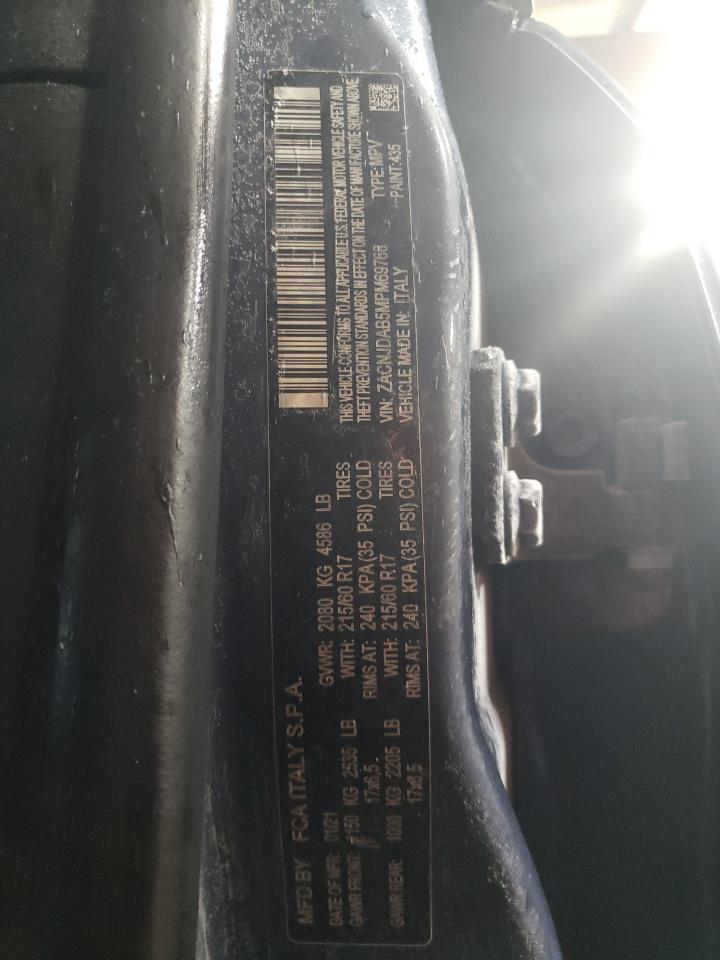 MFD BY FCA ITALY S.P.A.
DATE OF MFR: 01/21 GVWR: 2080 KG 4586 LB
GAWR FRONT: 1150 KG 2535 LB WITH: 215/60 R17 TIRES
17x6,5 RIMS AT: 240 KPA(35 PSI) COLD
GAWR REAR: 1000 KG 2205 LB WITH: 215/60 R17 TIRES
17x6,5 RIMS AT: 240 KPA(35 PSI) COLD
THIS VEHICLE CONFORMS TO ALL APPLICABLE U.S. FEDERAL MOTOR VEHICLE SAFETY AND
THEFT PREVENTION STANDARDS IN EFFECT ON THE DATE OF MANUFACTURE SHOWN ABOVE
VIN: ZACNJDAB5MPM69768 TYPE: MPV
VEHICLE MADE IN: ITALY PAINT: 435